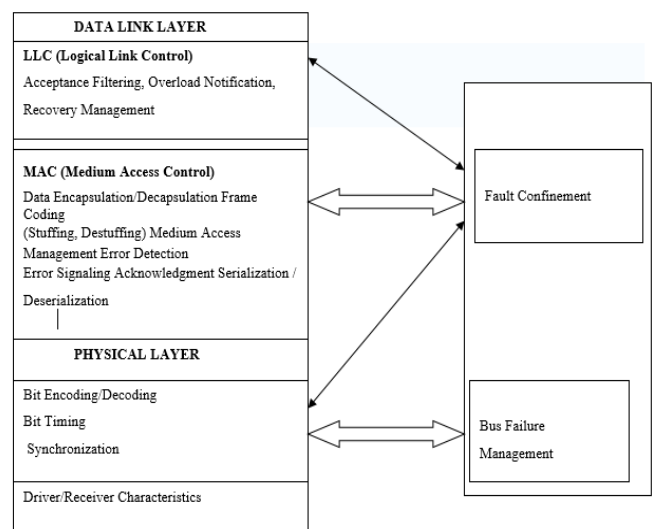 DATA LINK LAYER
LLC (Logical Link Control)
Acceptance Filtering, Overload Notification,
Recovery Management
MAC (Medium Access Control)
Data Encapsulation/Decapsulation Frame
Coding
(Stuffing, Destuffing) Medium Access
Management Error Detection
Error Signaling Acknowledgment Serialization /
Deserialization
PHYSICAL LAYER
Bit Encoding/Decoding
Bit Timing
Synchronization
Driver/Receiver Characteristics
Fault Confinement
Bus Failure
Management